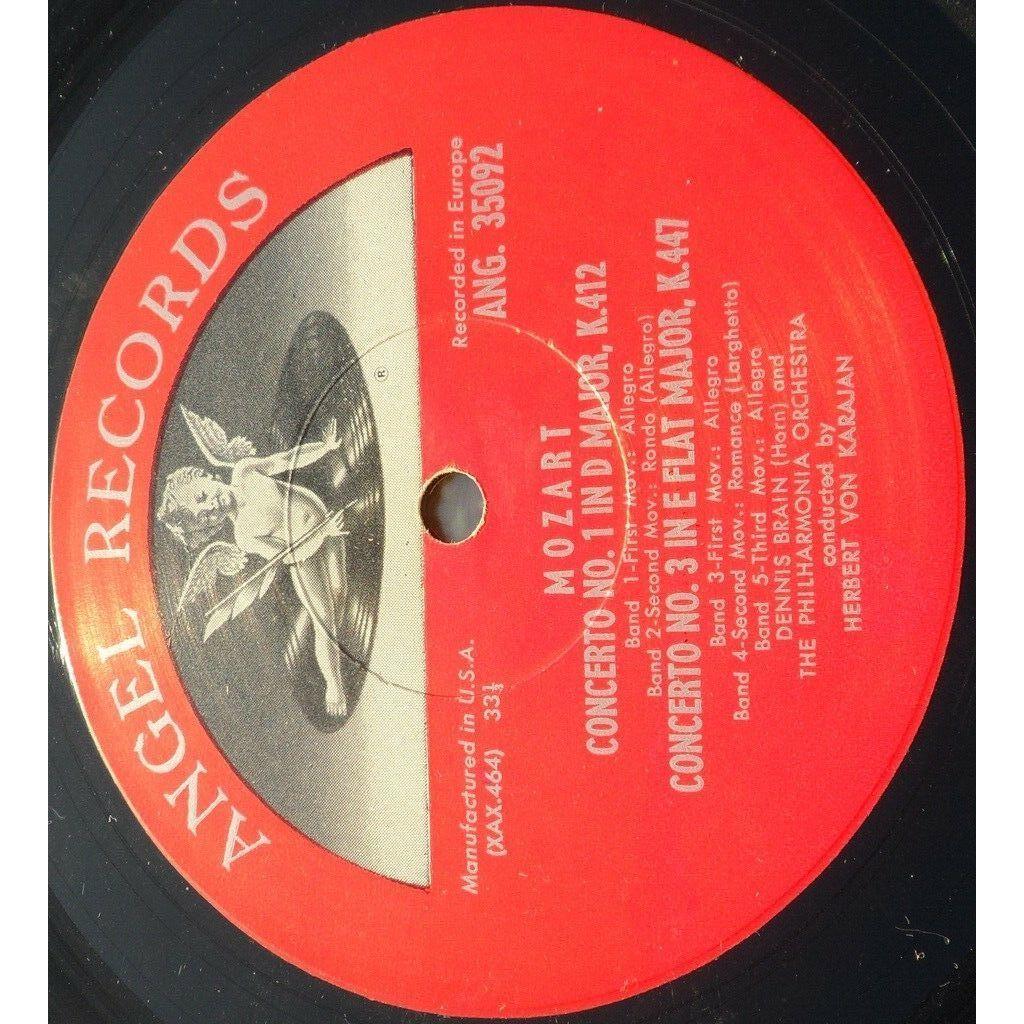 ANGEL RECORDS
®
Manufactured in U.S.A.
Recorded in Europe
(XAX.464) 33⅓
ANG. 35092
MOZART
CONCERTO NO. 1 IN D MAJOR, K.412
Band 1-First Mov.: Allegro
Band 2-Second Mov.: Rondo (Allegro)
CONCERTO NO. 3 IN E FLAT MAJOR, K.447
Band 3-First Mov.: Allegro
Band 4-Second Mov.: Romance (Larghetto)
Band 5-Third Mov.: Allegro
DENNIS BRAIN (Horn) and
THE PHILHARMONIA ORCHESTRA
conducted by
HERBERT VON KARAJAN